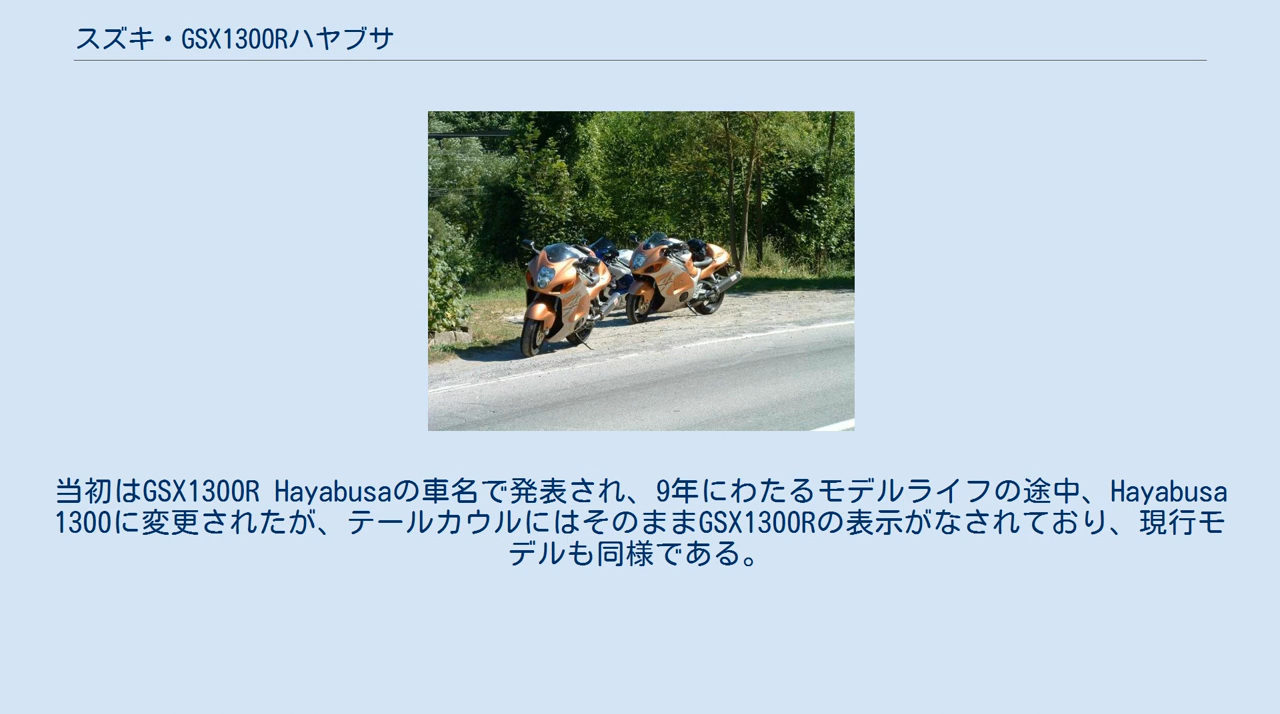 スズキ・GSX1300Rハヤブサ
当初はGSX1300R Hayabusaの車名で発表され、9年にわたるモデルライフの途中、Hayabusa
1300に変更されたが、テールカウルにはそのままGSX1300Rの表示がなされており、現行モ
デルも同様である。